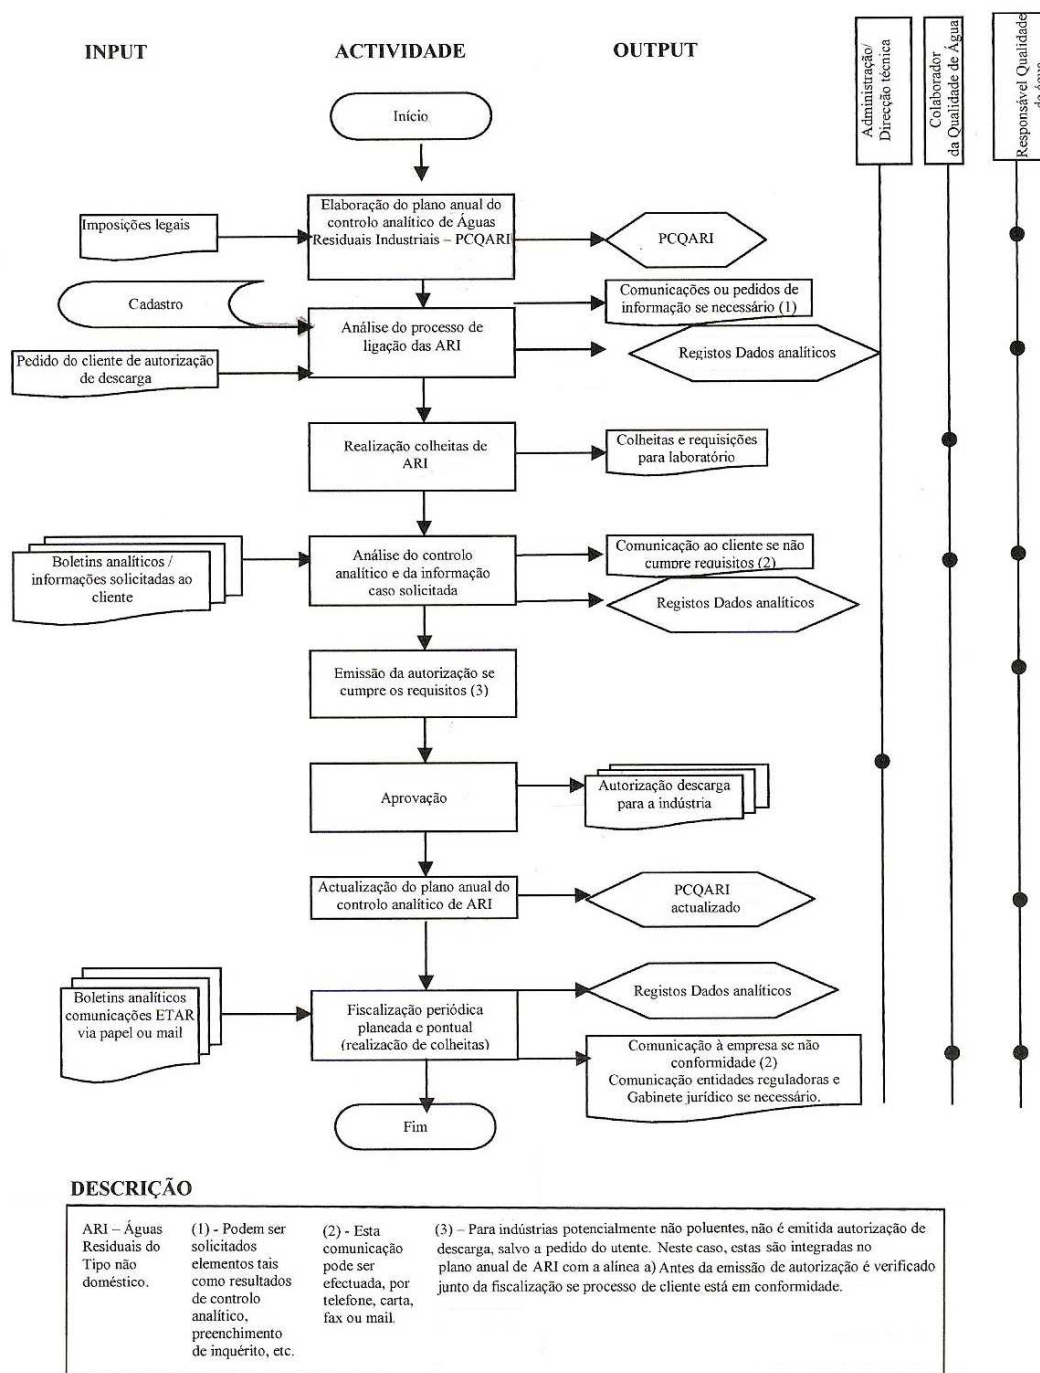 INPUT
ACTIVIDADE
OUTPUT
Administração/
Direcção técnica
Colaborador
da Qualidade de Água
Responsável Qualidade
Início
Imposições legais
Elaboração do plano anual do
controlo analítico de Águas
Residuais Industriais – PCQARI
PCQARI
Cadastro
Pedido do cliente de autorização
de descarga
Análise do processo de
ligação das ARI
Comunicações ou pedidos de
informação se necessário (1)
Registos Dados analíticos
Realização colheitas de
ARI
Colheitas e requisições
para laboratório
Boletins analíticos /
informações solicitadas ao
cliente
Análise do controlo
analítico e da informação
caso solicitada
Comunicação ao cliente se não
cumpre requisitos (2)
Registos Dados analíticos
Emissão da autorização se
cumpre os requisitos (3)
Aprovação
Autorização descarga
para a indústria
Actualização do plano anual do
controlo analítico de ARI
PCQARI
actualizado
Boletins analíticos
comunicações ETAR
via papel ou mail
Fiscalização periódica
planeada e pontual
(realização de colheitas)
Registos Dados analíticos
Comunicação à empresa se não
conformidade (2)
Comunicação entidades reguladoras e
Gabinete jurídico se necessário.
Fim
DESCRIÇÃO
ARI – Águas
Residuais do
Tipo não
doméstico.
(1) - Podem ser
solicitados
elementos tais
como resultados
de controlo
analítico,
preenchimento
de inquérito, etc.
(2) - Esta
comunicação
pode ser
efectuada, por
telefone, carta,
fax ou mail.
(3) – Para indústrias potencialmente não poluentes, não é emitida autorização de
descarga, salvo a pedido do utente. Neste caso, estas são integradas no
plano anual de ARI com a alínea a) Antes da emissão de autorização é verificado
junto da fiscalização se processo de cliente está em conformidade.